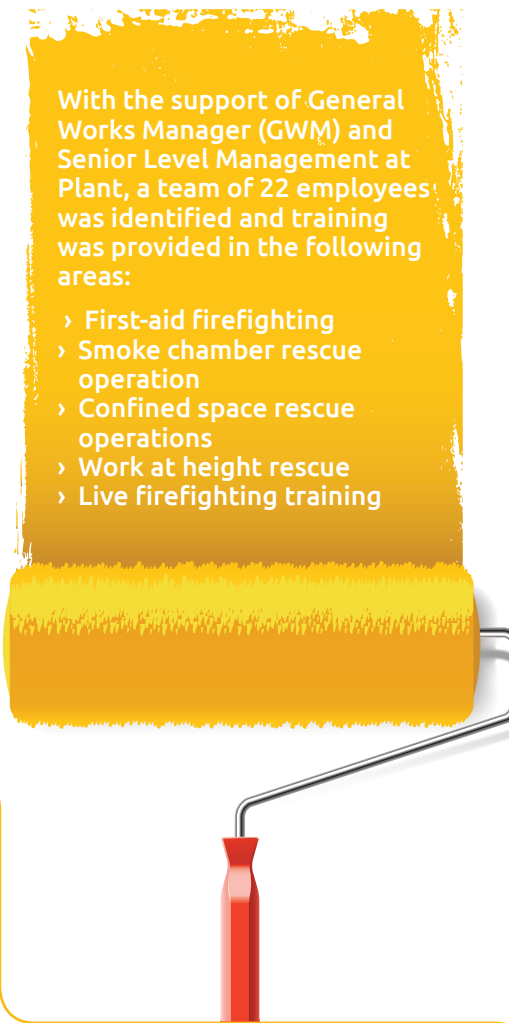 With the support of General
Works Manager (GWM) and
Senior Level Management at
Plant, a team of 22 employees
was identified and training
was provided in the following
areas:
› First-aid firefighting
› Smoke chamber rescue
operation
› Confined space rescue
operations
› Work at height rescue
› Live firefighting training